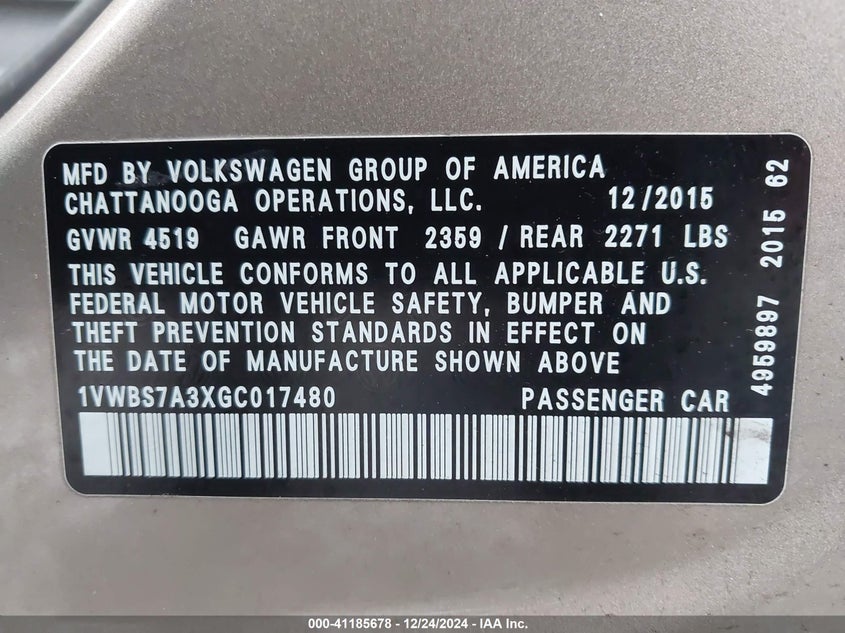 MFD BY VOLKSWAGEN GROUP OF AMERICA
CHATTANOOGA OPERATIONS, LLC. 12/2015
GVWR 4519 GAWR FRONT 2359 / REAR 2271 LBS
THIS VEHICLE CONFORMS TO ALL APPLICABLE U.S.
FEDERAL MOTOR VEHICLE SAFETY, BUMPER AND
THEFT PREVENTION STANDARDS IN EFFECT ON
THE DATE OF MANUFACTURE SHOWN ABOVE
1VWBS7A3XGC017480 PASSENGER CAR
4959897 2015 62
000-41185678 - 12/24/2024 - IAA Inc.